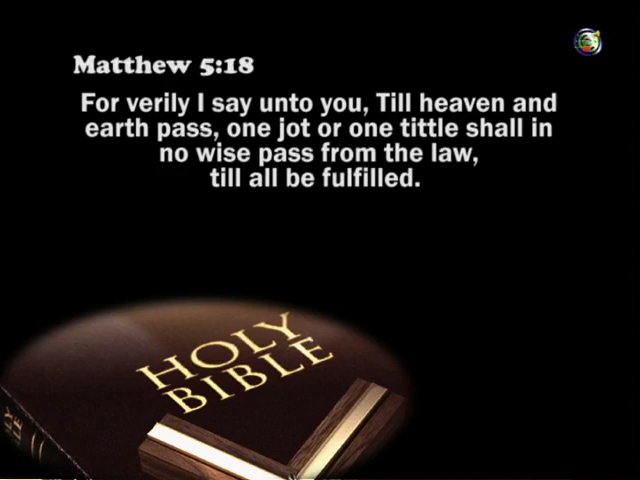 Matthew 5:18
For verily I say unto you, Till heaven and
earth pass, one jot or one tittle shall in
no wise pass from the law,
till all be fulfilled.
HOLY
BIBLE